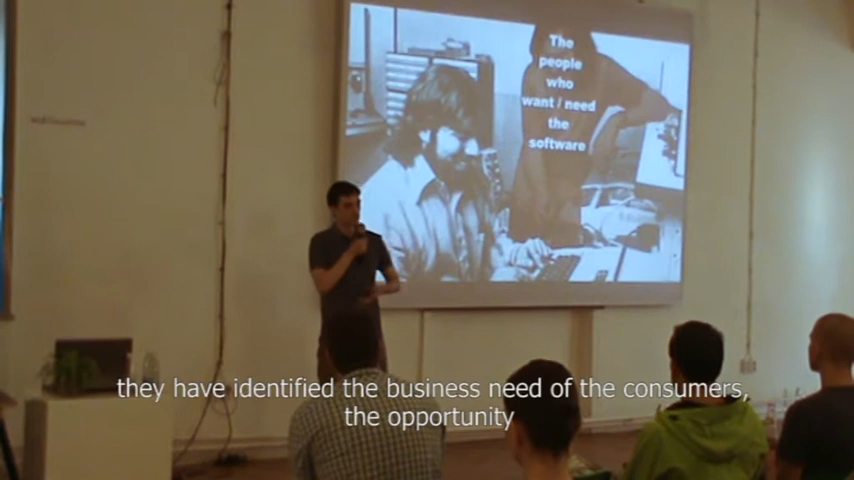 The
people
who
want / need
the
software
they have identified the business need of the consumers,
the opportunity